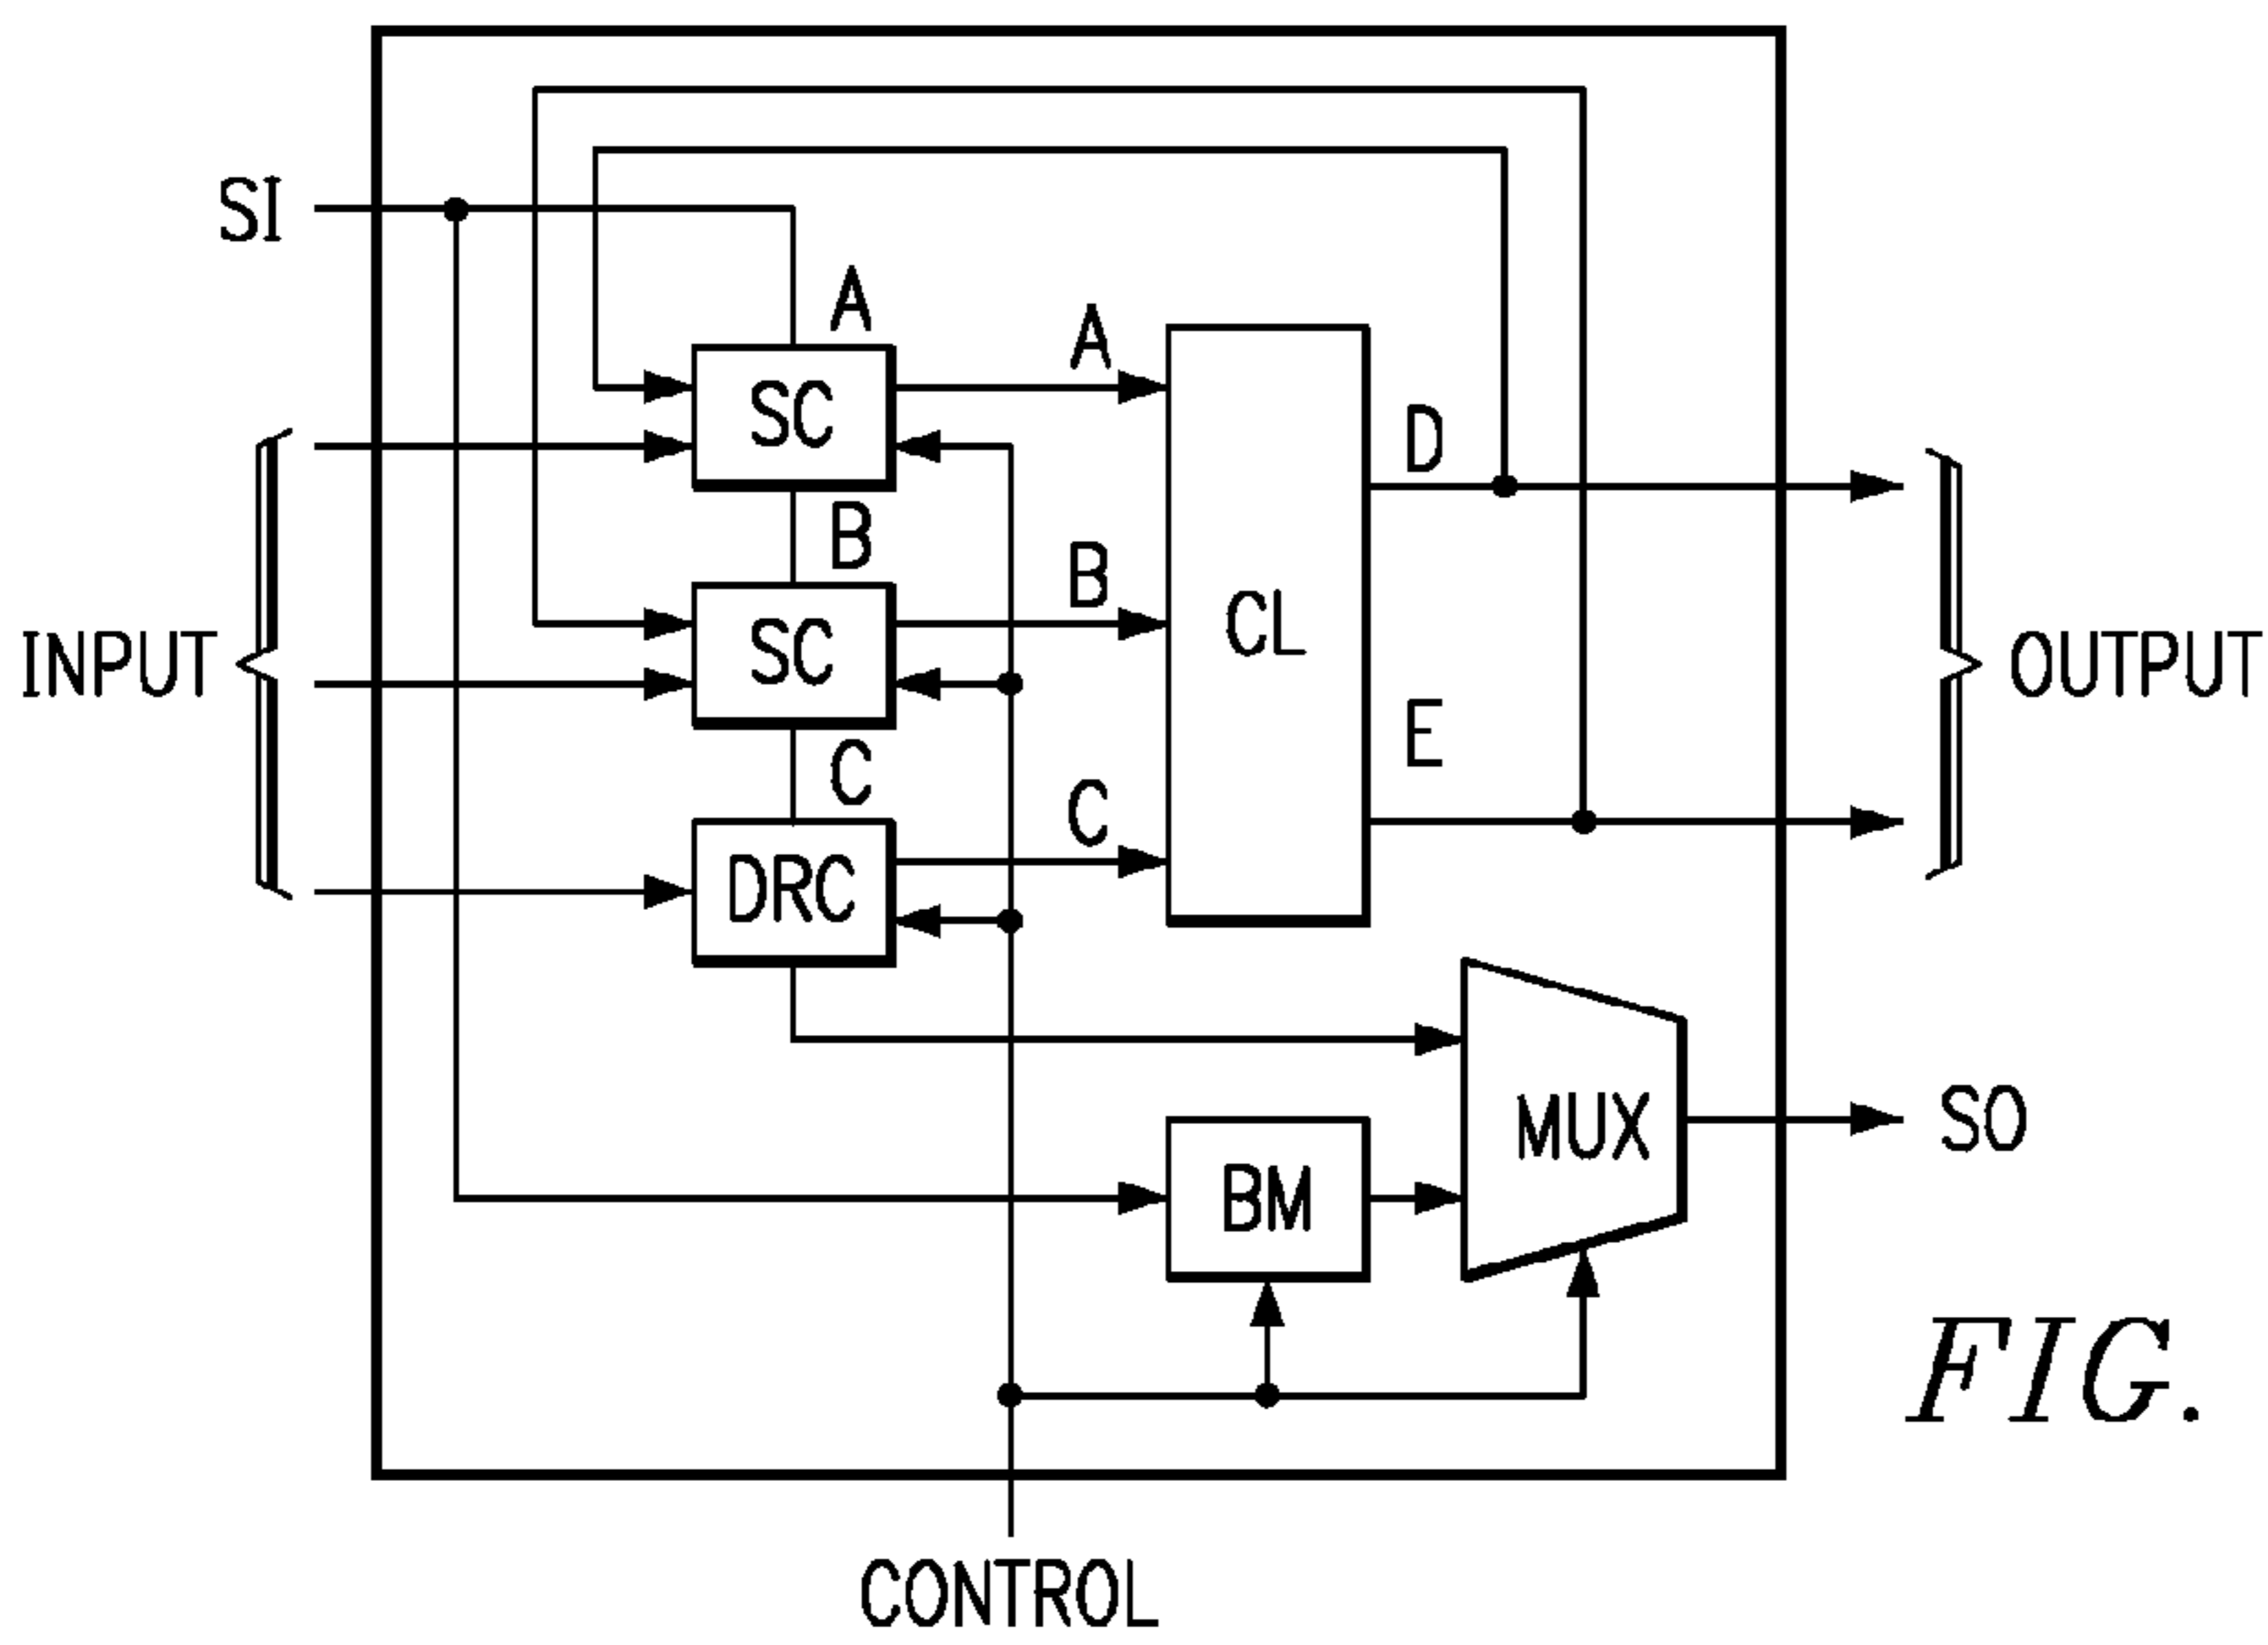 SI
A
A
SC
D
B
B
INPUT
SC
CL
OUTPUT
E
C
C
DRC
MUX
SO
BM
FIG.
CONTROL